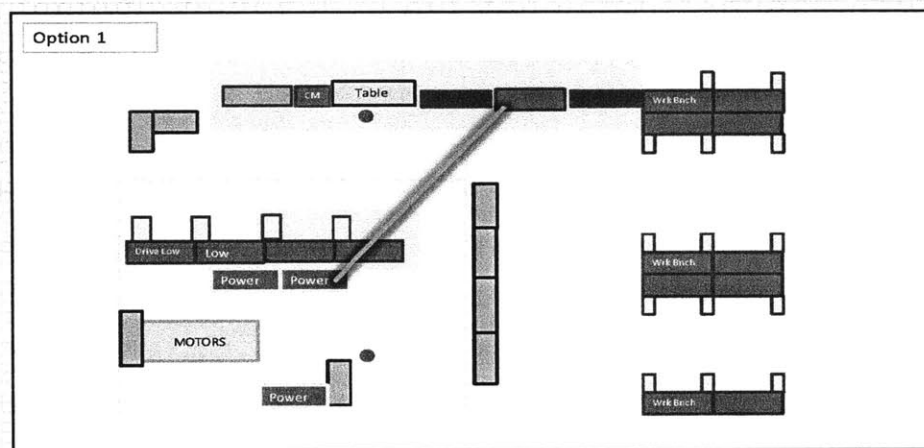 Option 1
CM
Table
Wrk Bnch
Drive Low
Low
Wrk Bnch
Power
Power
MOTORS
Power
Wrk Bnch